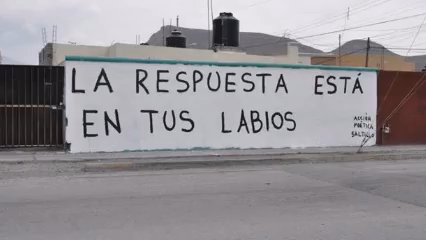 LA RESPUESTA ESTÁ
EN TUS LABIOS
ACCIÓN
POÉTICA
SALTILLO